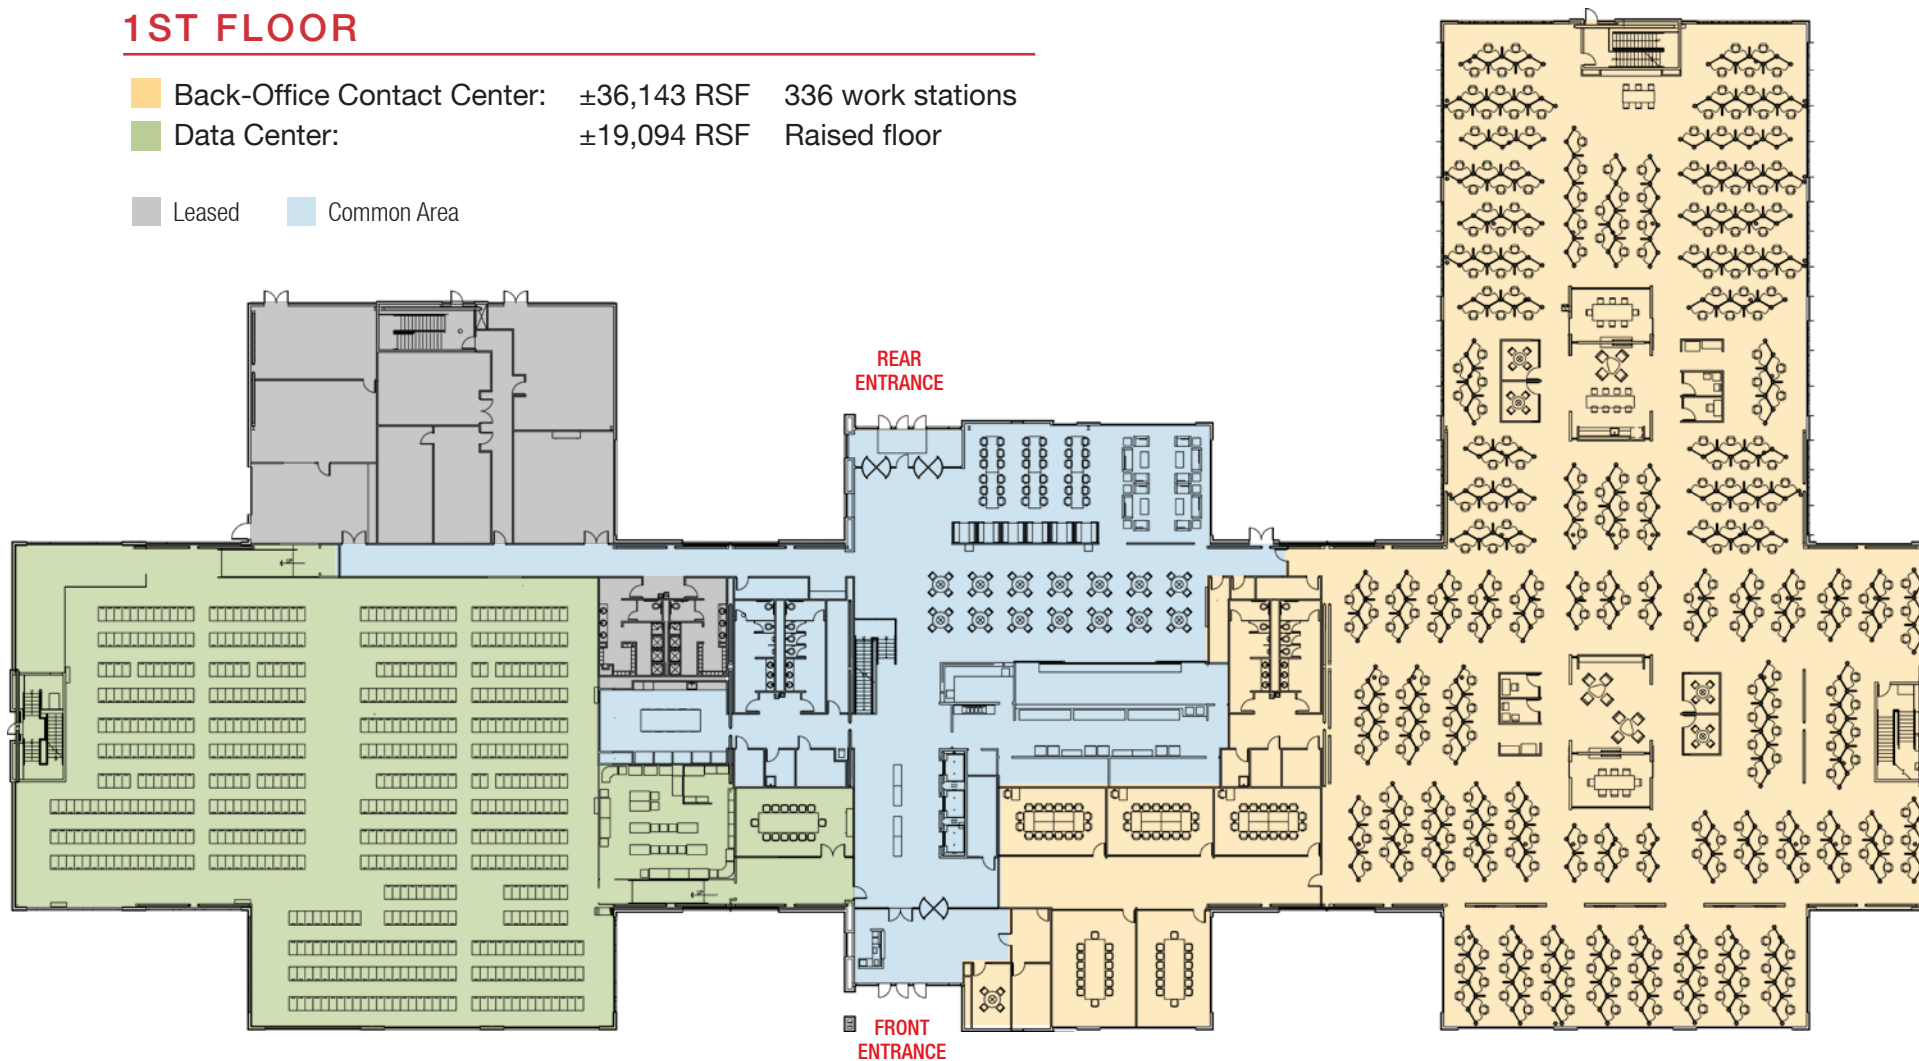 1ST FLOOR
Back-Office Contact Center: ±36,143 RSF 336 work stations
Data Center: ±19,094 RSF Raised floor
Leased Common Area
REAR
ENTRANCE
FRONT
ENTRANCE